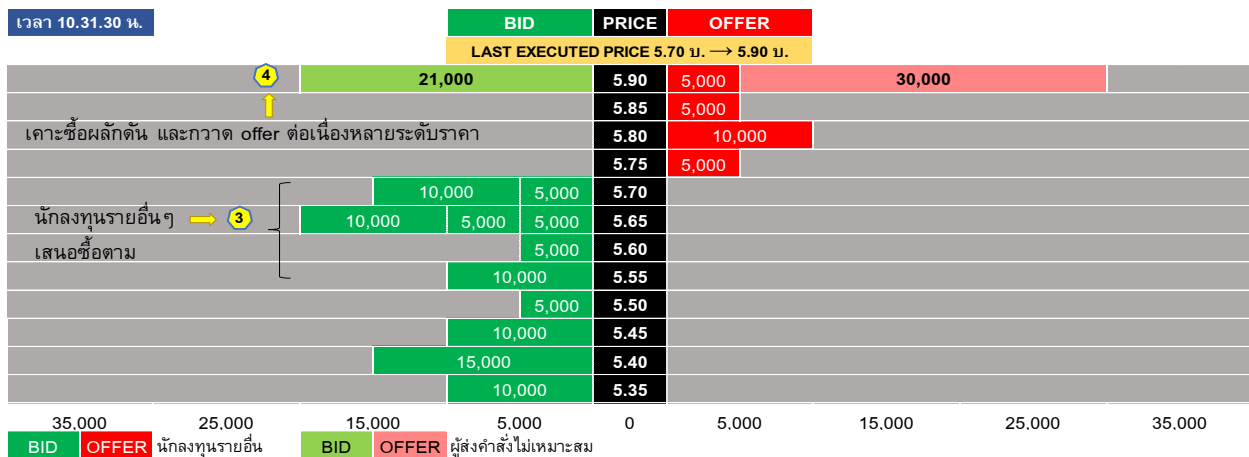 เวลา 10.31.30 น.
BID PRICE OFFER
LAST EXECUTED PRICE 5.70 บ. → 5.90 บ.
4 21,000 5.90 5,000 30,000
5.85 5,000
เคาะซื้อผลักดัน และกวาด offer ต่อเนื่องหลายระดับราคา 5.80 10,000
5.75 5,000
10,000 5,000 5.70
นักลงทุนรายอื่นๆ 3 10,000 5,000 5,000 5.65
เสนอซื้อตาม 5,000 5.60
10,000 5.55
5,000 5.50
10,000 5.45
15,000 5.40
10,000 5.35
35,000 25,000 15,000 5,000 0 5,000 15,000 25,000 35,000
BID OFFER นักลงทุนรายอื่น BID OFFER ผู้ส่งคำสั่งไม่เหมาะสม